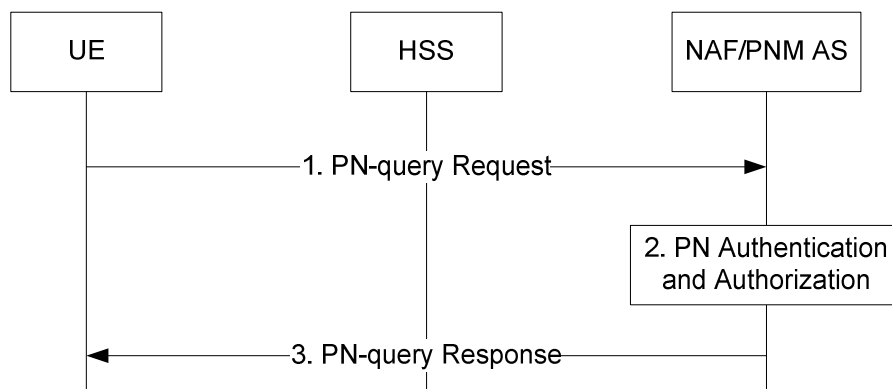 UE
HSS
NAF/PNM AS
1. PN-query Request
2. PN Authentication
and Authorization
3. PN-query Response